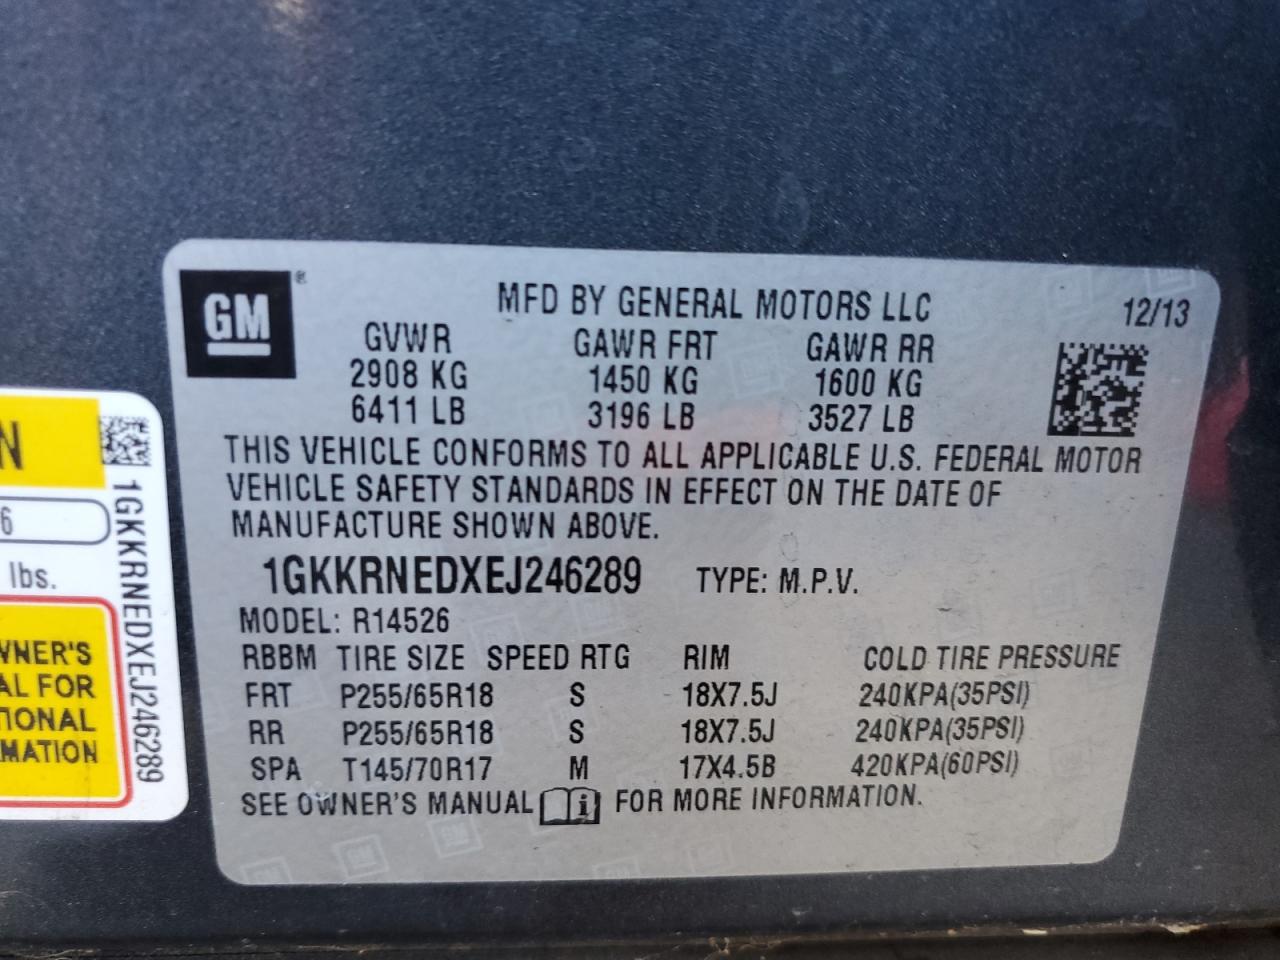 GM ®
MFD BY GENERAL MOTORS LLC 12/13
GVWR GAWR FRT GAWR RR
2908 KG 1450 KG 1600 KG
6411 LB 3196 LB 3527 LB
THIS VEHICLE CONFORMS TO ALL APPLICABLE U.S. FEDERAL MOTOR
VEHICLE SAFETY STANDARDS IN EFFECT ON THE DATE OF
MANUFACTURE SHOWN ABOVE.
1GKKRNEDXEJ246289 TYPE: M.P.V.
MODEL: R14526
RBBM TIRE SIZE SPEED RTG RIM COLD TIRE PRESSURE
FRT P255/65R18 S 18X7.5J 240KPA(35PSI)
RR P255/65R18 S 18X7.5J 240KPA(35PSI)
SPA T145/70R17 M 17X4.5B 420KPA(60PSI)
SEE OWNER'S MANUAL i FOR MORE INFORMATION.
N
6
lbs.
WNER'S
AL FOR
TIONAL
MATION
1GKKRNEDXEJ246289